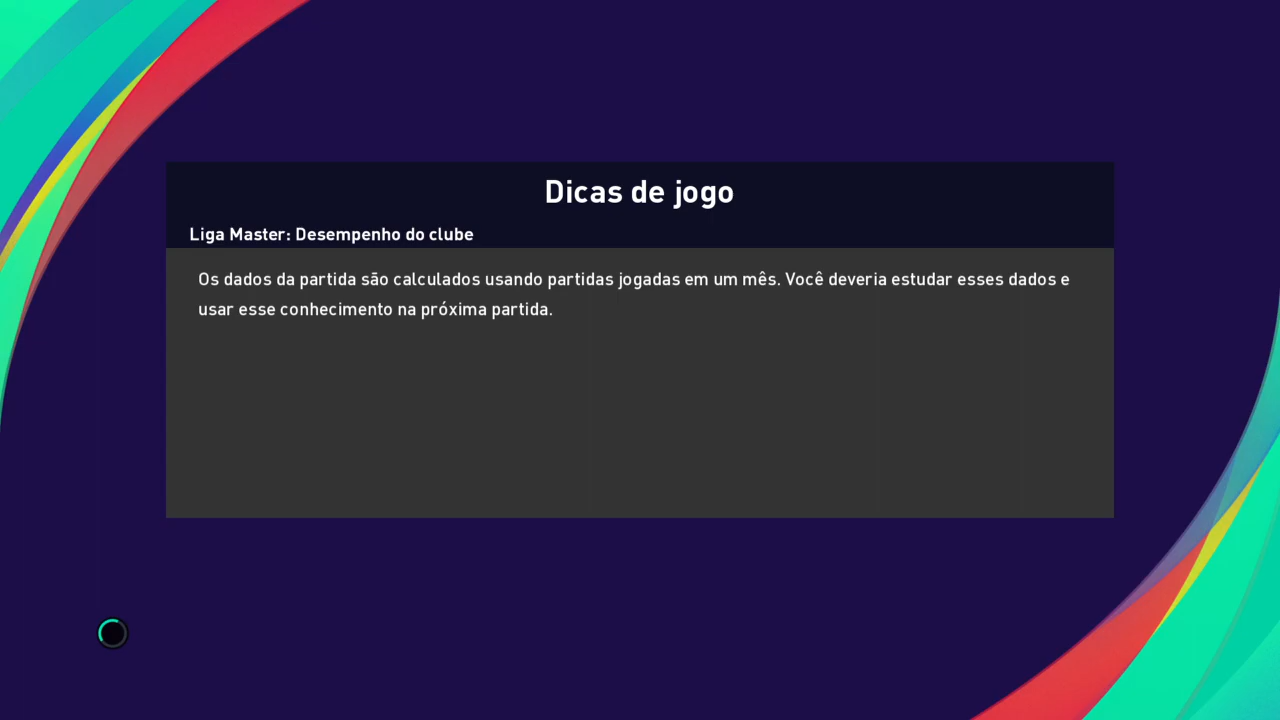 Dicas de jogo
Liga Master: Desempenho do clube
Os dados da partida são calculados usando partidas jogadas em um mês. Você deveria estudar esses dados e
usar esse conhecimento na próxima partida.